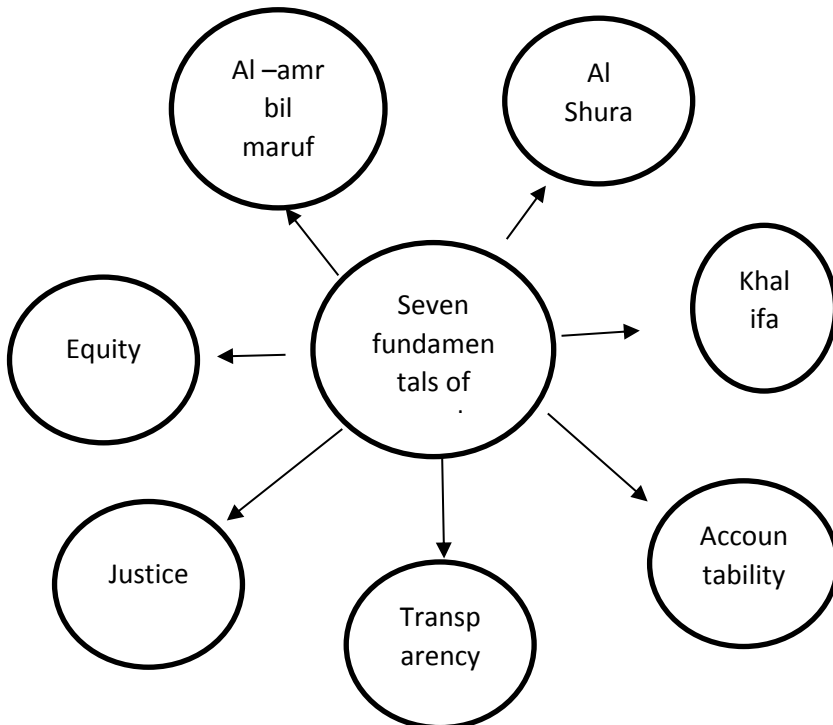 Al –amr
bil
maruf
Al
Shura
Seven
fundamen
tals of
Khal
ifa
Equity
Justice
Transp
arency
Accoun
tability